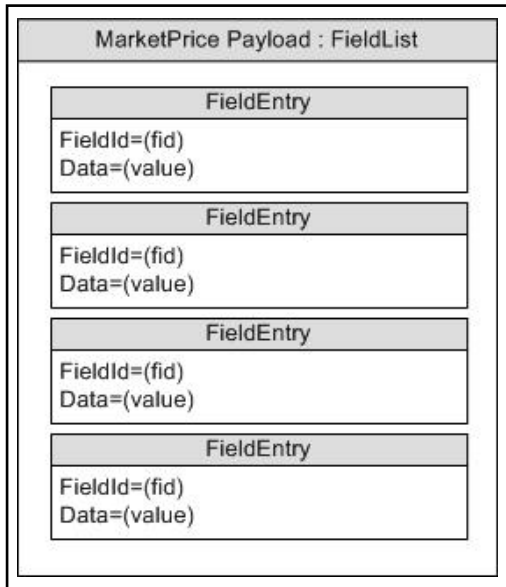 MarketPrice Payload : FieldList
FieldEntry
FieldId=(fid)
Data=(value)
FieldEntry
FieldId=(fid)
Data=(value)
FieldEntry
FieldId=(fid)
Data=(value)
FieldEntry
FieldId=(fid)
Data=(value)